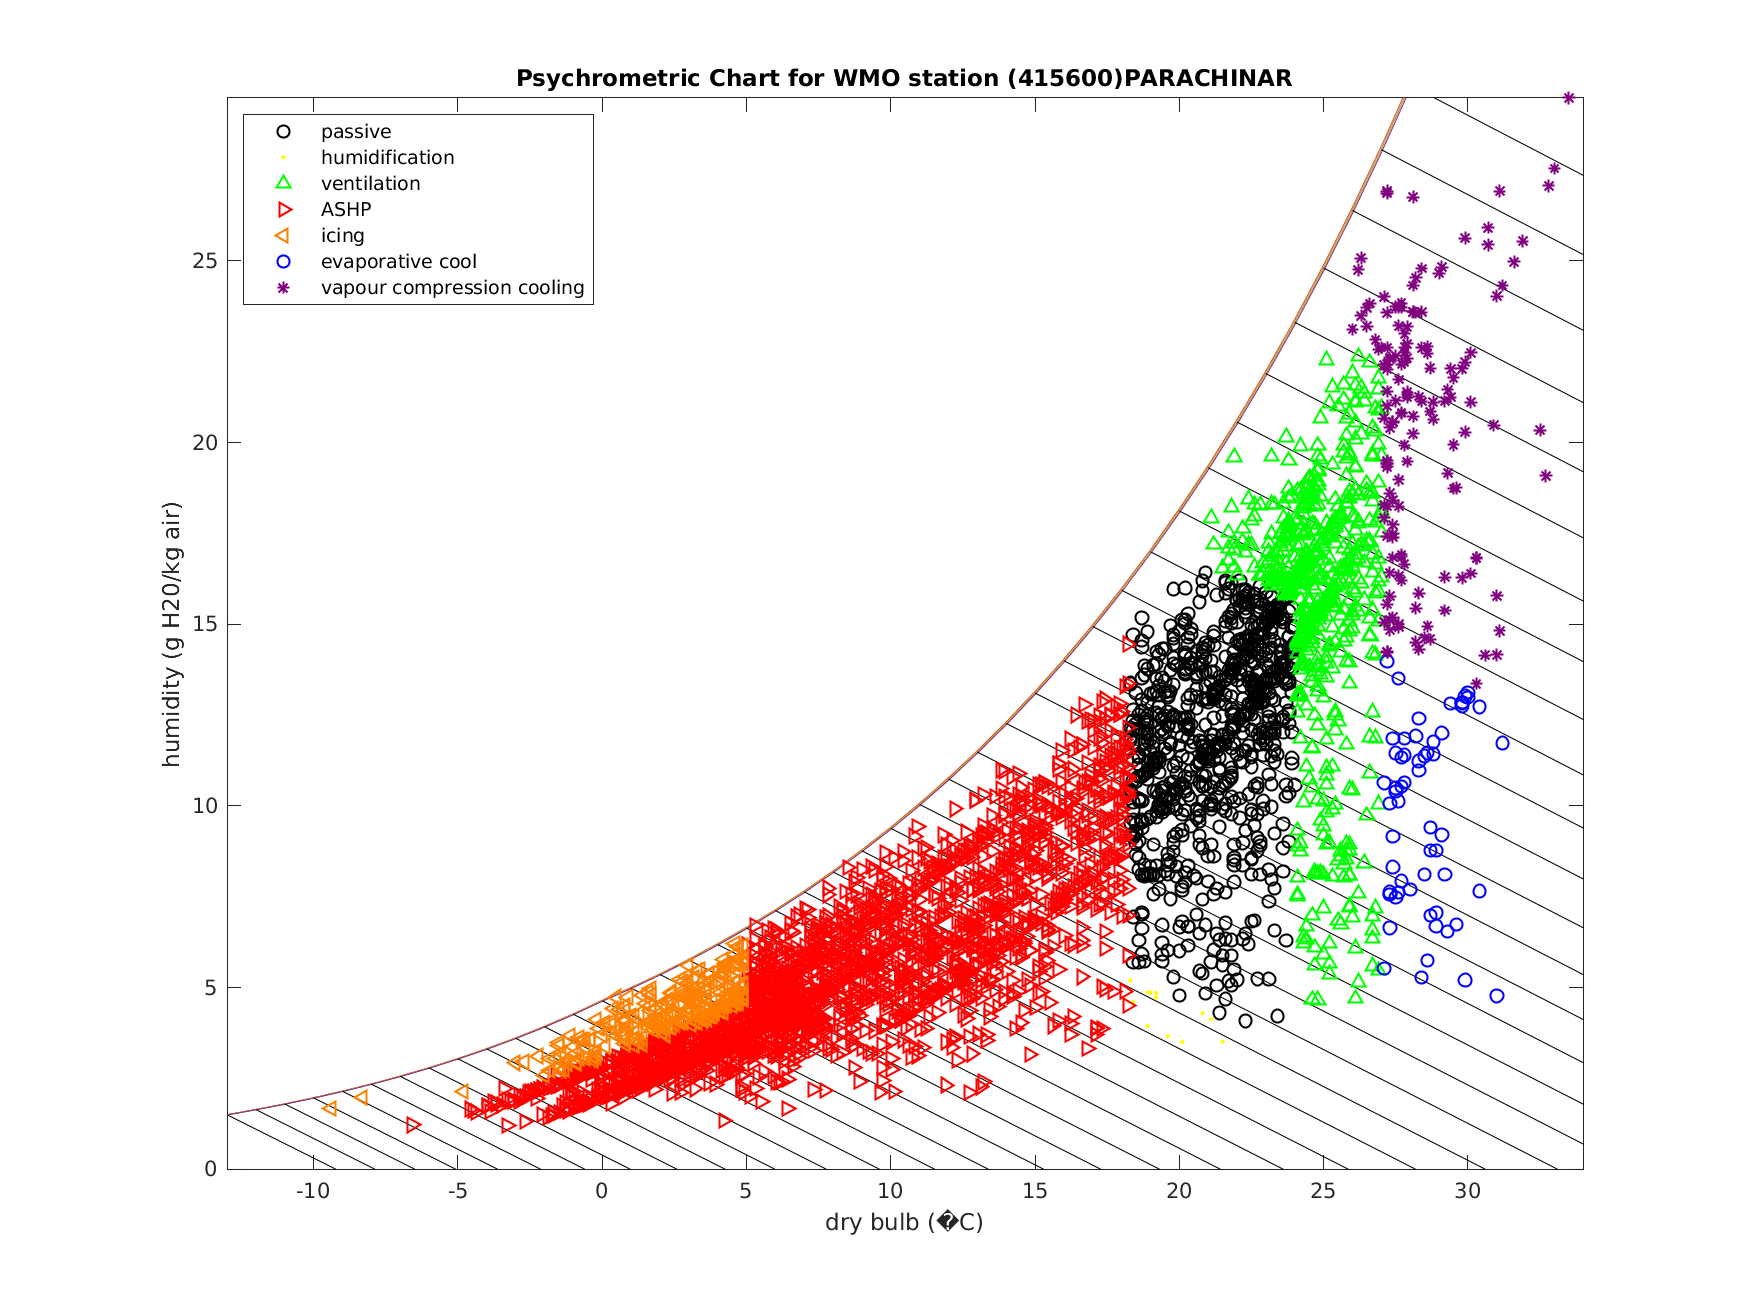 Psychrometric Chart for WMO station (415600)PARACHINAR
passive
humidification
ventilation
ASHP
icing
evaporative cool
vapour compression cooling
humidity (g H20/kg air)
25
20
15
10
5
0
-10 -5 0 5 10 15 20 25 30
dry bulb (�C)